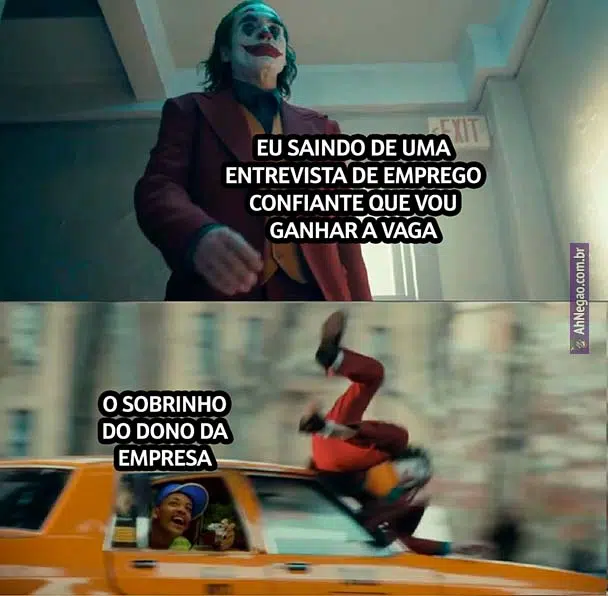 EXIT
EU SAINDO DE UMA
ENTREVISTA DE EMPREGO
CONFIANTE QUE VOU
GANHAR A VAGA
AhNegao.com.br
O SOBRINHO
DO DONO DA
EMPRESA